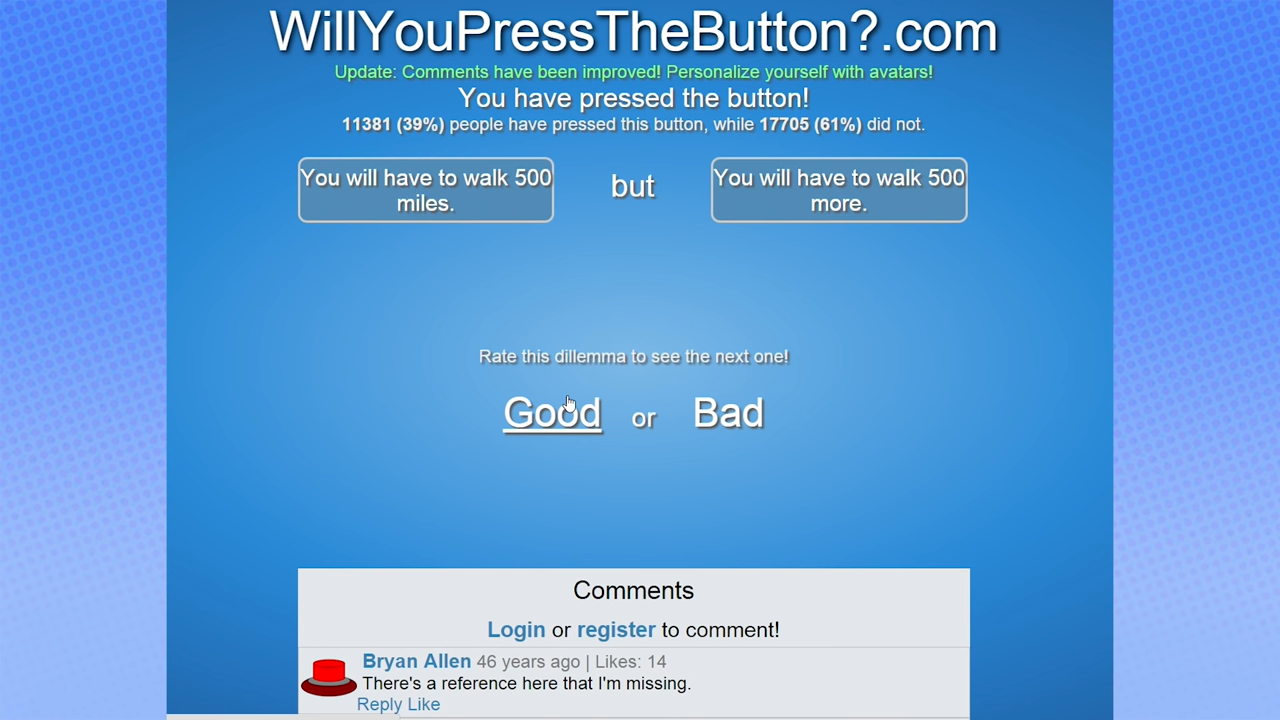 WillYouPressTheButton?.com
Update: Comments have been improved! Personalize yourself with avatars!
You have pressed the button!
11381 (39%) people have pressed this button, while 17705 (61%) did not.
You will have to walk 500
miles.
but
You will have to walk 500
more.
Rate this dillemma to see the next one!
Good or Bad
Comments
Login or register to comment!
Bryan Allen 46 years ago | Likes: 14
There's a reference here that I'm missing.
Reply Like